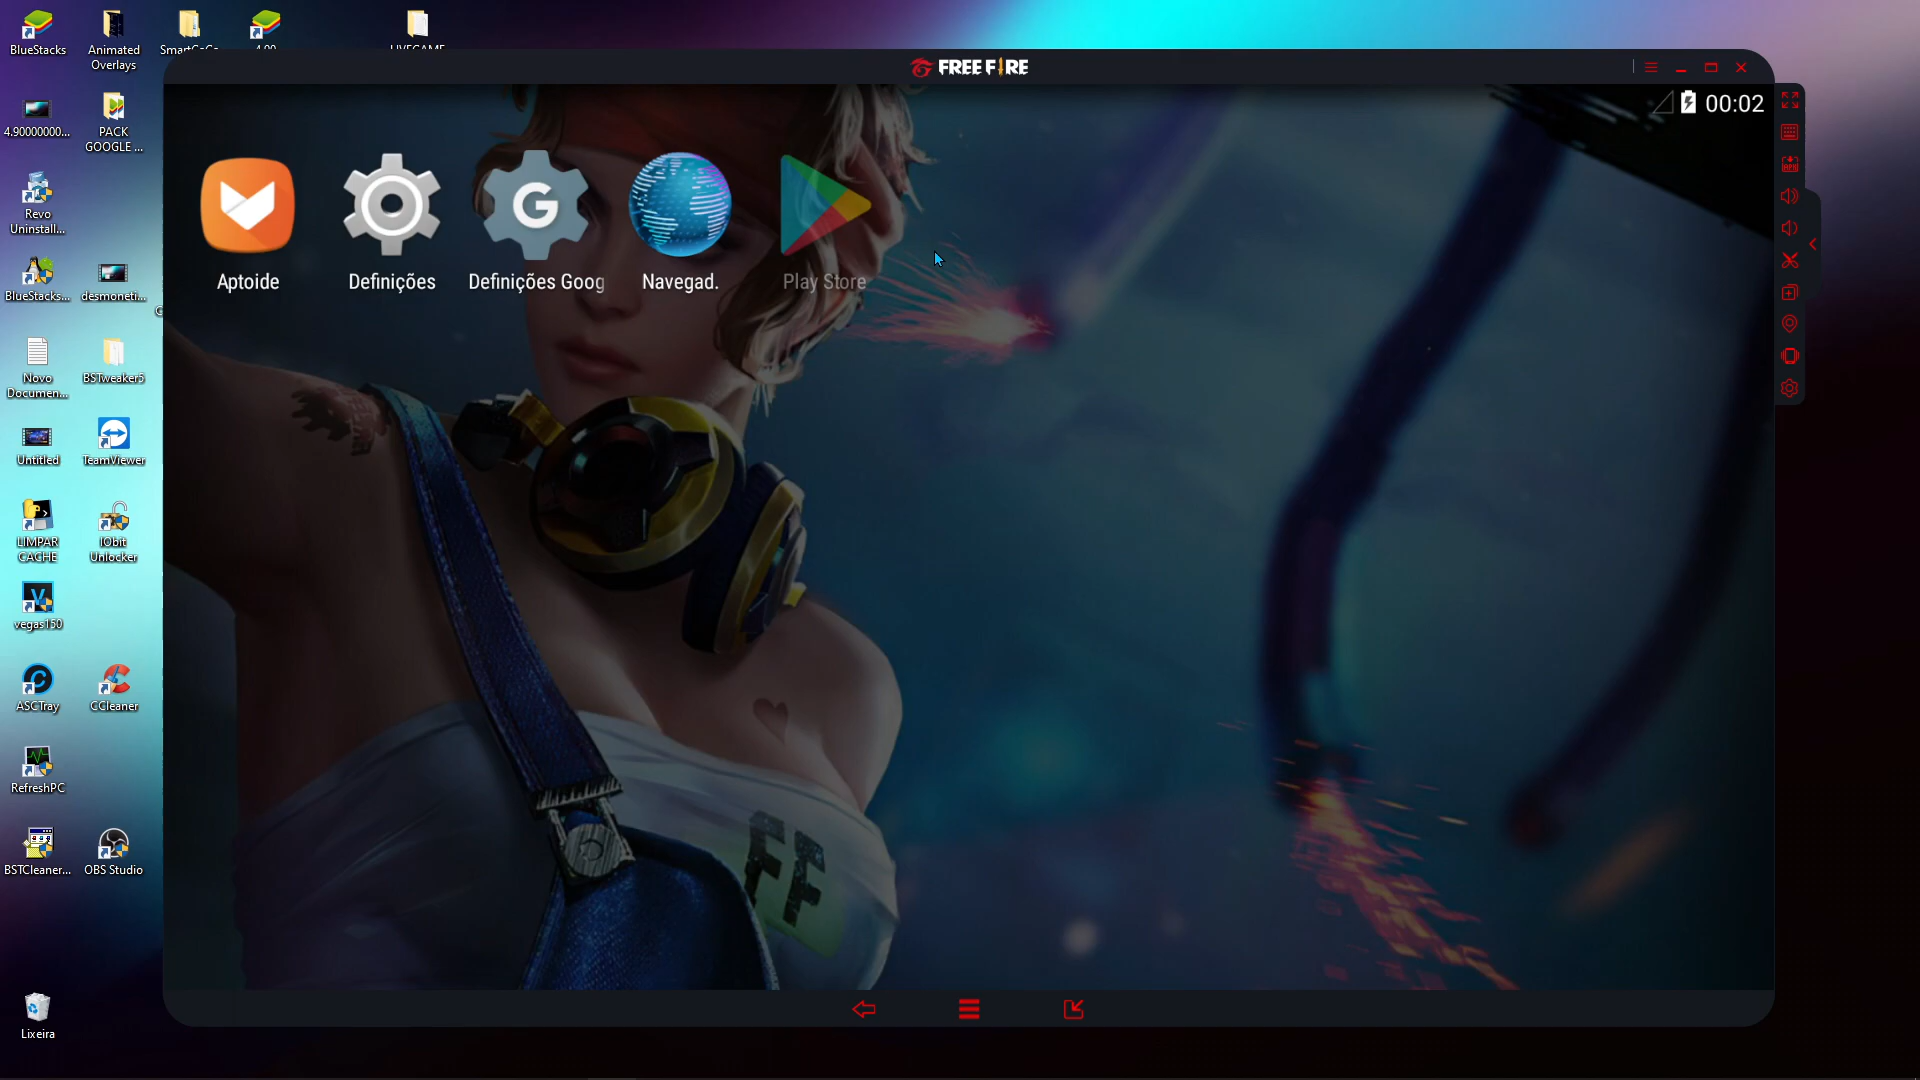 BlueStacks
Animated
Overlays
4.90000000...
PACK
GOOGLE ...
Revo
Uninstall...
BlueStacks...
desmoneti...
Novo
Documen...
BSTweaker5
Untitled
TeamViewer
LIMPAR
CACHE
IObit
Unlocker
vegas150
ASCTray
CCleaner
RefreshPC
BSTCleaner...
OBS Studio
Lixeira
FREE FIRE
00:02
Aptoide
Definições
Definições Goog
Navegad.
Play Store
FF